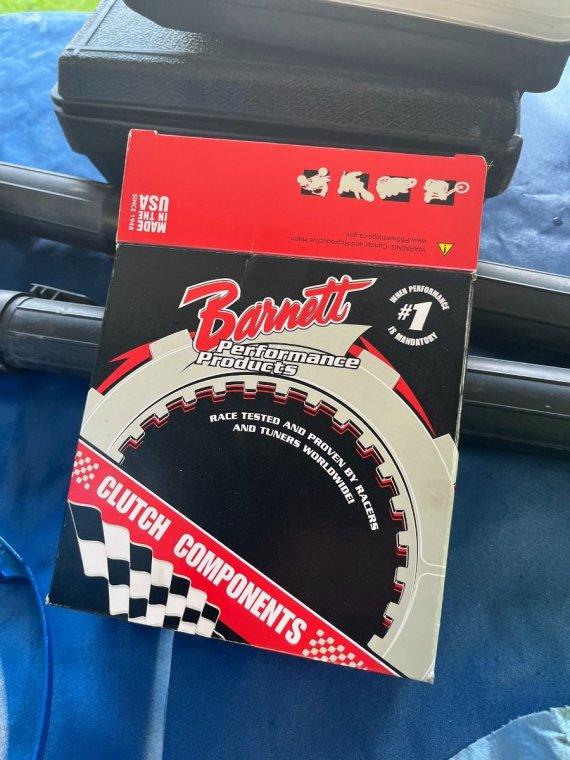 MADE
IN THE
USA
SINCE 1948
WARNING: Cancer and Reproductive Harm -
www.P65warnings.ca.gov
Barnett
Performance
Products
WHEN PERFORMANCE
#1
IS MANDATORY
RACE TESTED AND PROVEN BY RACERS
AND TUNERS WORLDWIDE!
CLUTCH COMPONENTS